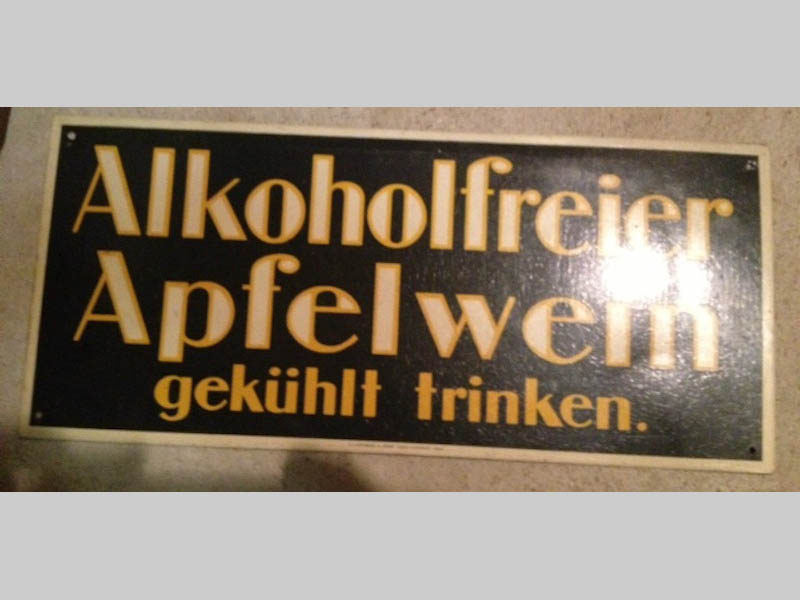 Alkoholfreier
Apfelwein
gekühlt trinken.